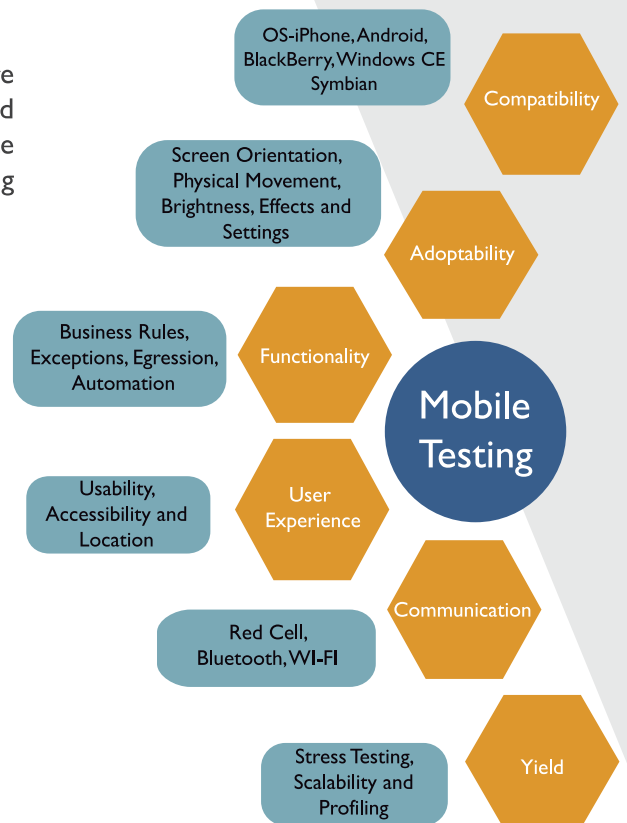 e
d
e
g
OS-iPhone, Android,
BlackBerry, Windows CE
Symbian
Compatibility
Screen Orientation,
Physical Movement,
Brightness, Effects and
Settings
Adoptability
Business Rules,
Exceptions, Egression,
Automation
Functionality
Mobile
Testing
Usability,
Accessibility and
Location
User
Experience
Red Cell,
Bluetooth, WI-FI
Communication
Stress Testing,
Scalability and
Profiling
Yield